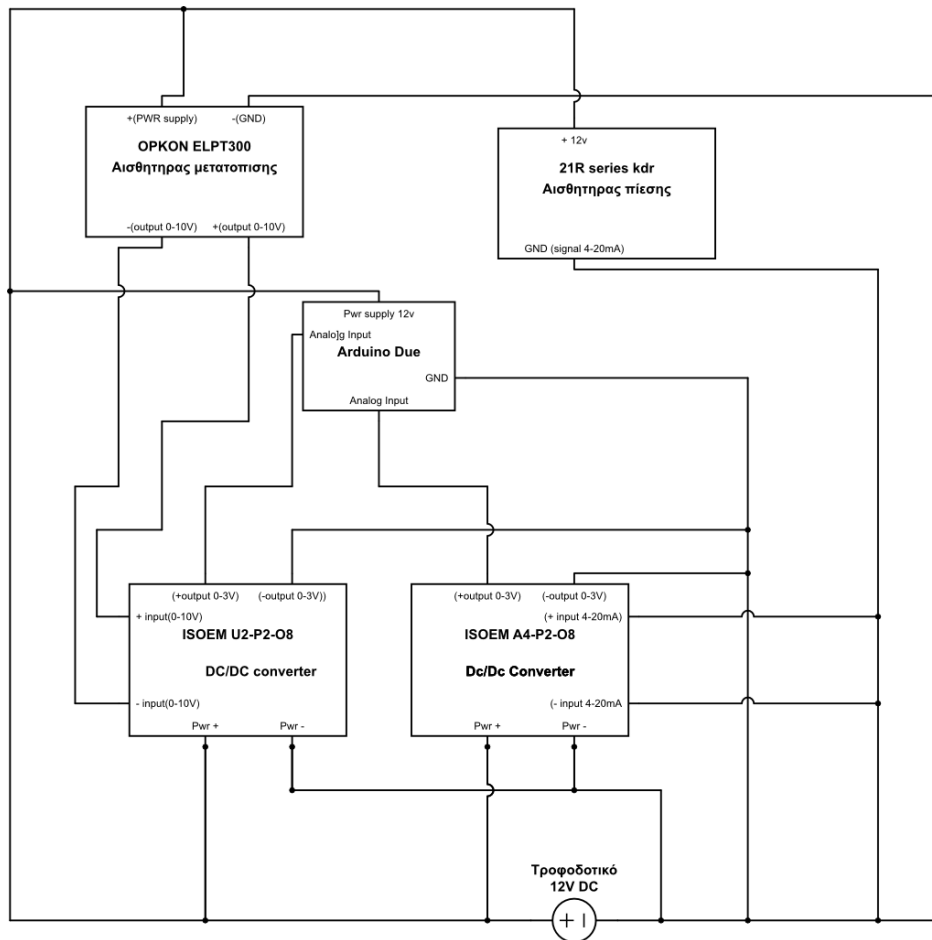 +(PWR supply)
-(GND)
OPKON ELPT300
Αισθητηρας μετατοπισης
-(output 0-10V)
+(output 0-10V)
+ 12v
21R series kdr
Αισθητηρας πίεσης
GND (signal 4-20mA)
Pwr supply 12v
Analo]g Input
Arduino Due
GND
Analog Input
(+output 0-3V)
(-output 0-3V))
+ input(0-10V)
ISOEM U2-P2-O8
DC/DC converter
- input(0-10V)
Pwr +
Pwr -
(+output 0-3V)
(-output 0-3V)
(+ input 4-20mA)
ISOEM A4-P2-O8
Dc/Dc Converter
(- input 4-20mA
Pwr +
Pwr -
Τροφοδοτικό
12V DC